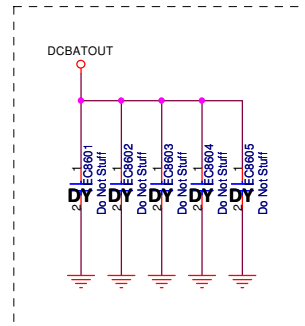 DCBATOUT
1
EC8601
DY
Do Not Stuff
2
1
EC8602
DY
Do Not Stuff
2
1
EC8603
DY
Do Not Stuff
2
1
EC8604
DY
Do Not Stuff
2
1
EC8605
DY
Do Not Stuff
2